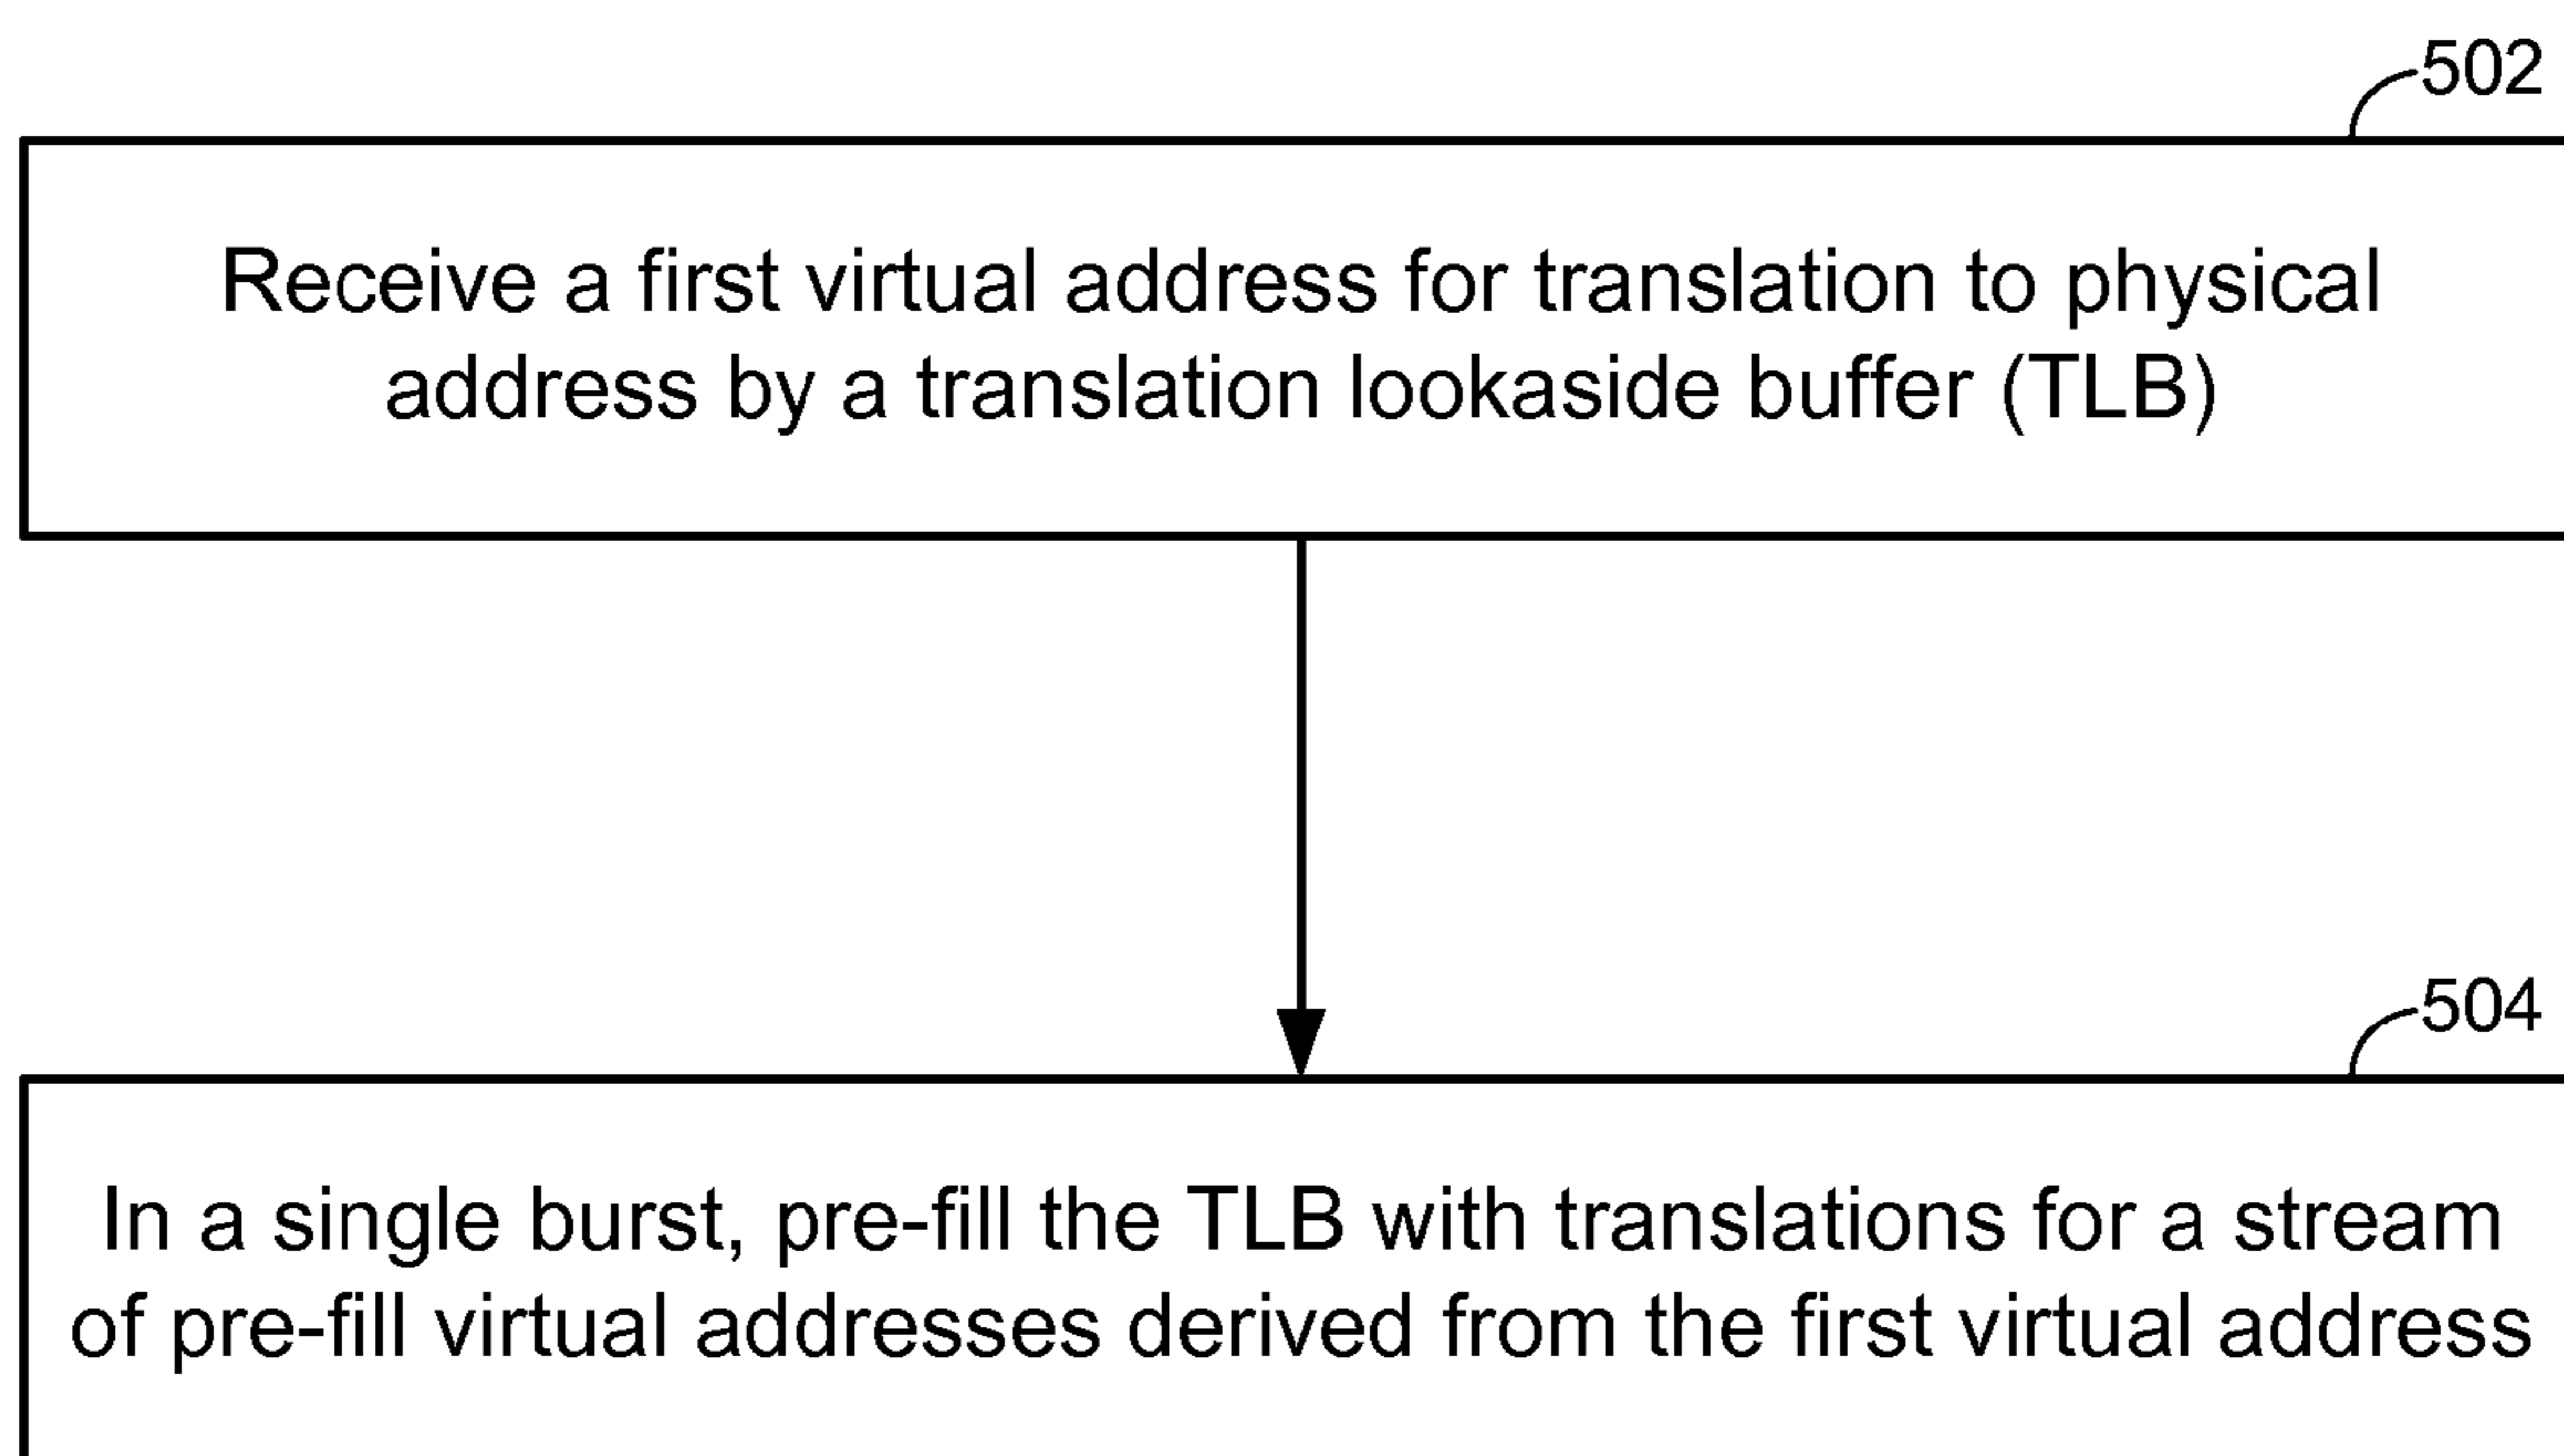 502
Receive a first virtual address for translation to physical
address by a translation lookaside buffer (TLB)
504
In a single burst, pre-fill the TLB with translations for a stream
of pre-fill virtual addresses derived from the first virtual address